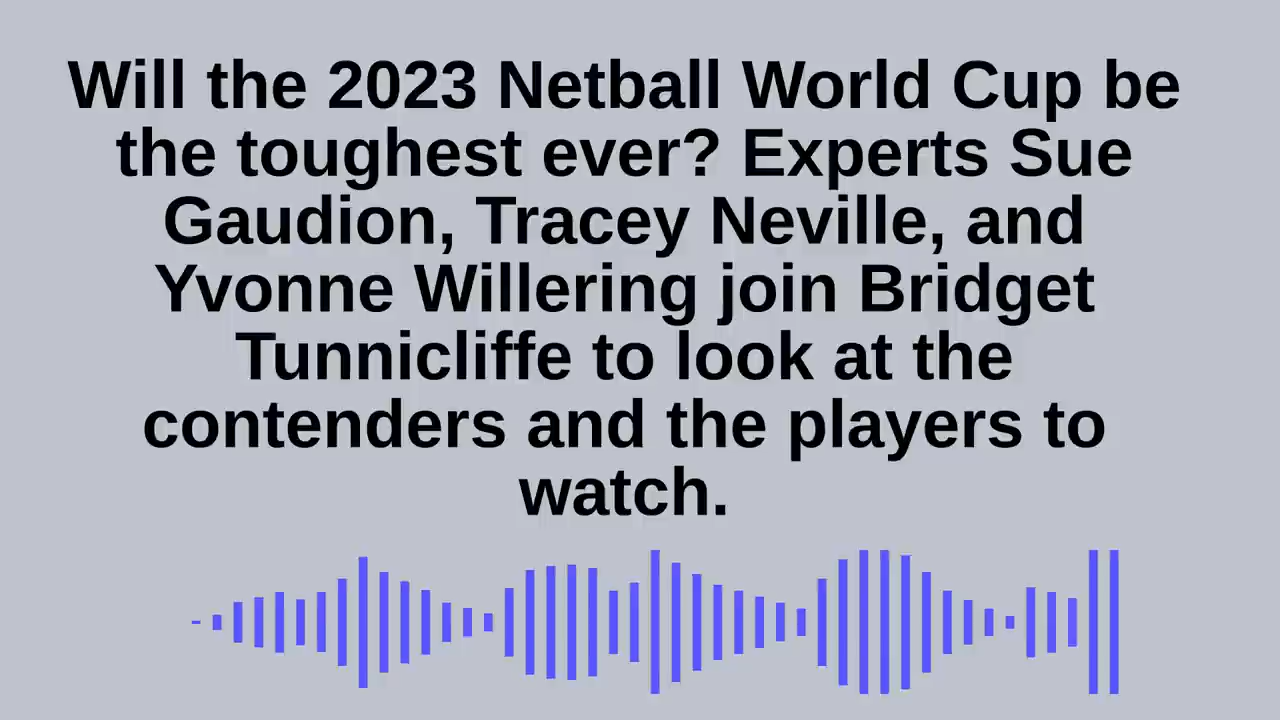 Will the 2023 Netball World Cup be
the toughest ever? Experts Sue
Gaudion, Tracey Neville, and
Yvonne Willering join Bridget
Tunnicliffe to look at the
contenders and the players to
watch.